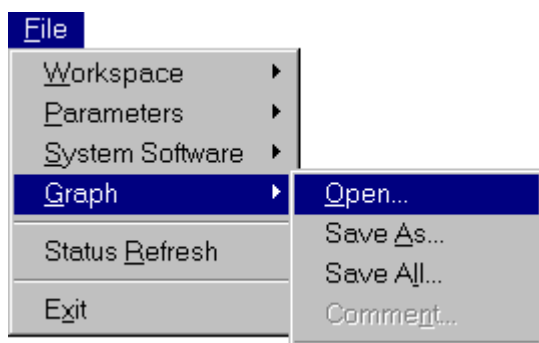 File
Workspace
Parameters
System Software
Graph
Open...
Save As...
Save All...
Comment...
Status Refresh
Exit